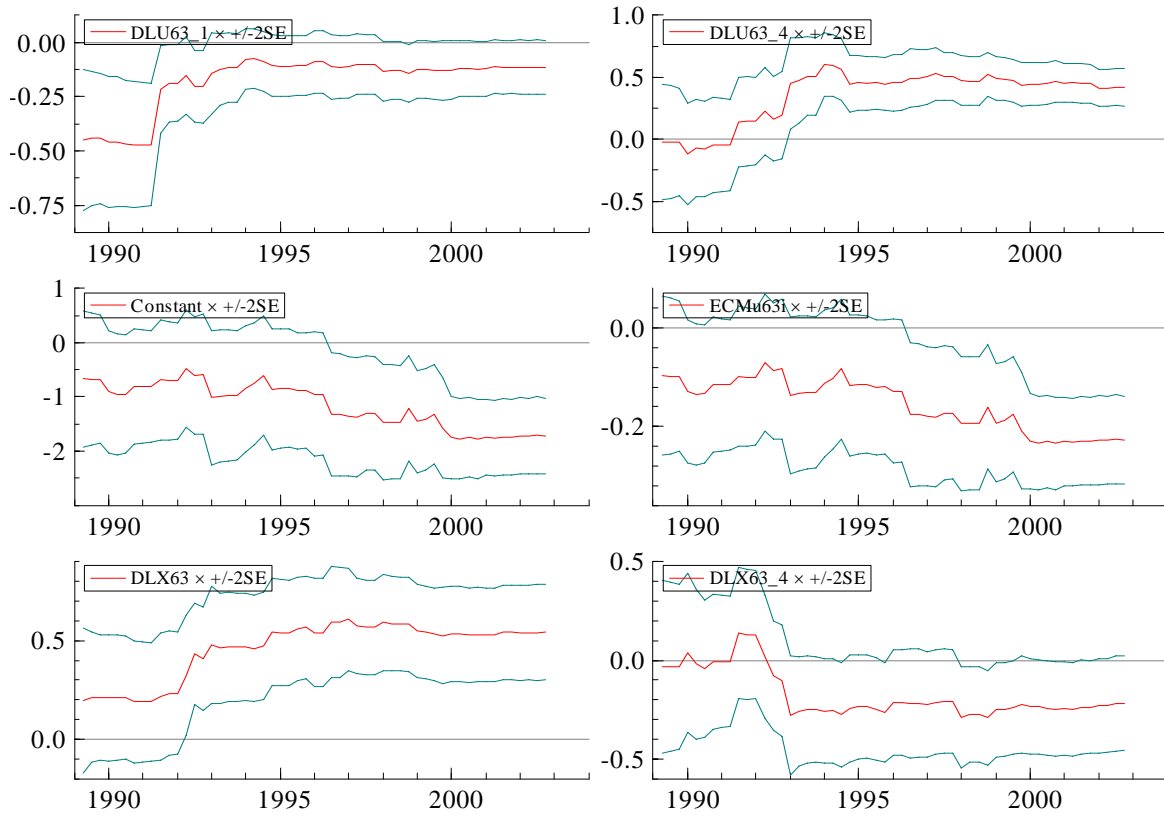 DLU63_1 × +/-2SE
0.00
-0.25
-0.50
-0.75
1990 1995 2000
DLU63_4 × +/-2SE
1.0
0.5
0.0
-0.5
1990 1995 2000
Constant × +/-2SE
1
0
-1
-2
1990 1995 2000
ECMu63i × +/-2SE
0.0
-0.2
1990 1995 2000
DLX63 × +/-2SE
0.5
0.0
1990 1995 2000
DLX63_4 × +/-2SE
0.5
0.0
-0.5
1990 1995 2000